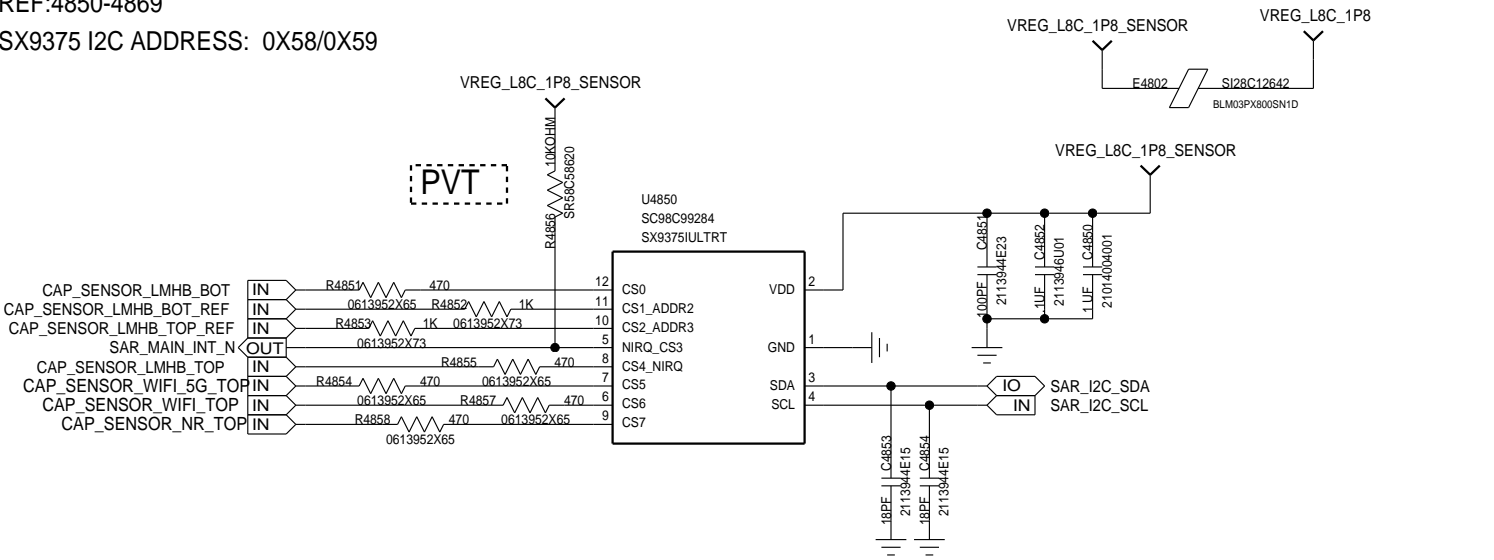 REF:4850-4869
SX9375 I2C ADDRESS: 0X58/0X59
VREG_L8C_1P8_SENSOR
VREG_L8C_1P8
E4802
SI28C12642
BLM03PX800SN1D
VREG_L8C_1P8_SENSOR
10KOHM
R4856
SR58C58620
PVT
VREG_L8C_1P8_SENSOR
U4850
SC98C99284
SX9375IULTRT
C4851
100PF
2113944E23
C4852
.1UF
2113946U01
C4850
1UF
21014004001
CAP_SENSOR_LMHB_BOT IN R4851 470 12 CS0
0613952X65
CAP_SENSOR_LMHB_BOT_REF IN R4852 1K 11 CS1_ADDR2
0613952X73
CAP_SENSOR_LMHB_TOP_REF IN R4853 1K 10 CS2_ADDR3
0613952X73
SAR_MAIN_INT_N OUT 5 NIRQ_CS3
CAP_SENSOR_LMHB_TOP IN R4855 470 8 CS4_NIRQ
0613952X65
CAP_SENSOR_WIFI_5G_TOP IN R4854 470 7 CS5
0613952X65
CAP_SENSOR_WIFI_TOP IN R4857 470 6 CS6
0613952X65
CAP_SENSOR_NR_TOP IN R4858 470 9 CS7
0613952X65
VDD 2
GND 1
SDA 3 IO SAR_I2C_SDA
SCL 4 IN SAR_I2C_SCL
C4853
18PF
2113944E15
C4854
18PF
2113944E15